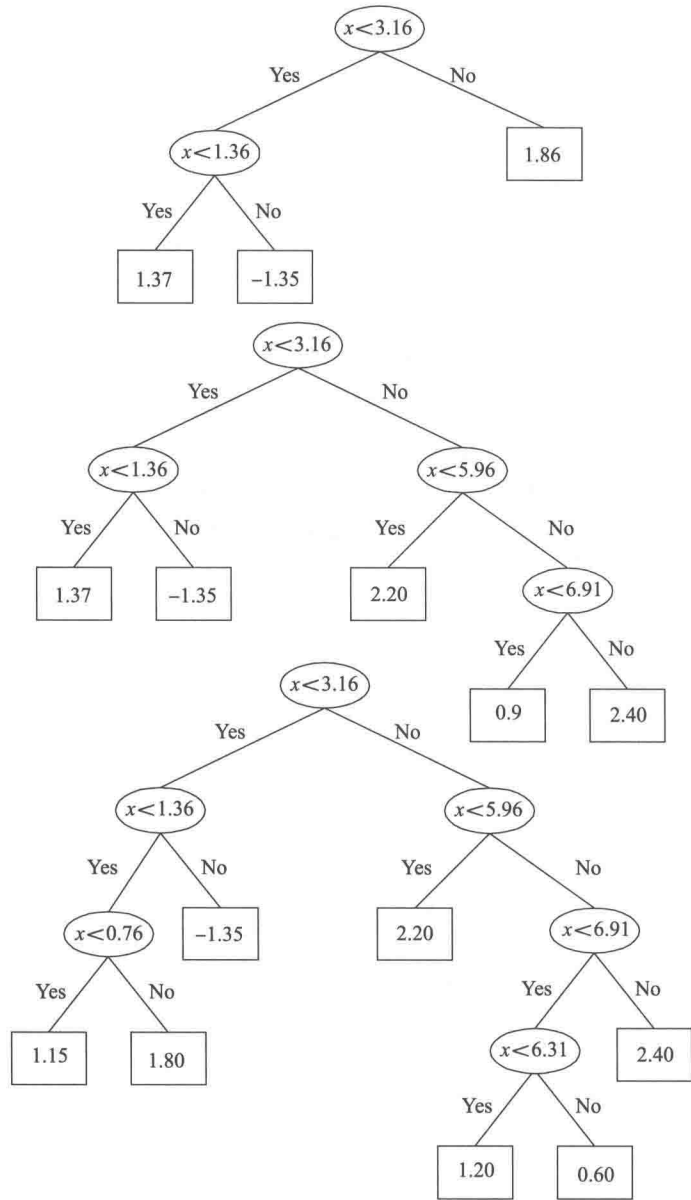 x<3.16
Yes No
x<1.36 1.86
Yes No
1.37 –1.35
x<3.16
Yes No
x<1.36 x<5.96
Yes No Yes No
1.37 –1.35 2.20 x<6.91
Yes No
0.9 2.40
x<3.16
Yes No
x<1.36 x<5.96
Yes No Yes No
x<0.76 –1.35 2.20 x<6.91
Yes No Yes No
1.15 1.80 x<6.31 2.40
Yes No
1.20 0.60